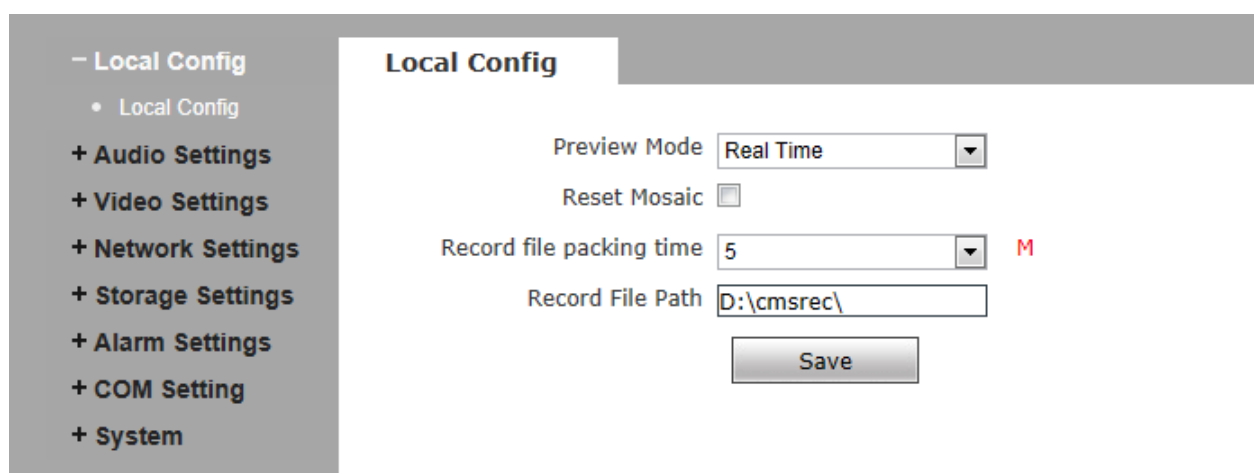 − Local Config
• Local Config
+ Audio Settings
+ Video Settings
+ Network Settings
+ Storage Settings
+ Alarm Settings
+ COM Setting
+ System
Local Config
Preview Mode Real Time
Reset Mosaic
Record file packing time 5 M
Record File Path D:\cmsrec\
Save